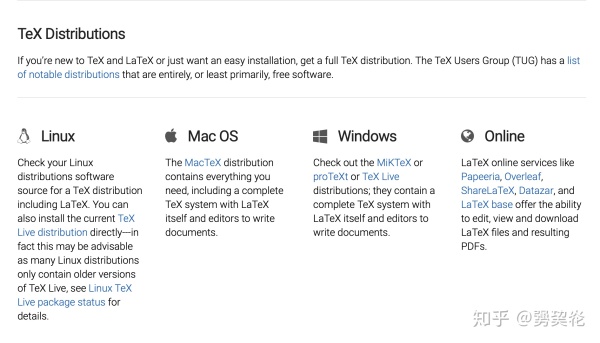 TeX Distributions
If you're new to TeX and LaTeX or just want an easy installation, get a full TeX distribution. The TeX Users Group (TUG) has a list
of notable distributions that are entirely, or least primarily, free software.
Linux
Check your Linux
distributions software
source for a TeX distribution
including LaTeX. You can
also install the current TeX
Live distribution directly—in
fact this may be advisable
as many Linux distributions
only contain older versions
of TeX Live, see Linux TeX
Live package status for
details.
Mac OS
The MacTeX distribution
contains everything you
need, including a complete
TeX system with LaTeX
itself and editors to write
documents.
Windows
Check out the MiKTeX or
proTeXt or TeX Live
distributions; they contain a
complete TeX system with
LaTeX itself and editors to
write documents.
Online
LaTeX online services like
Papeeria, Overleaf,
ShareLaTeX, Datazar, and
LaTeX base offer the ability
to edit, view and download
LaTeX files and resulting
PDFs.
知乎